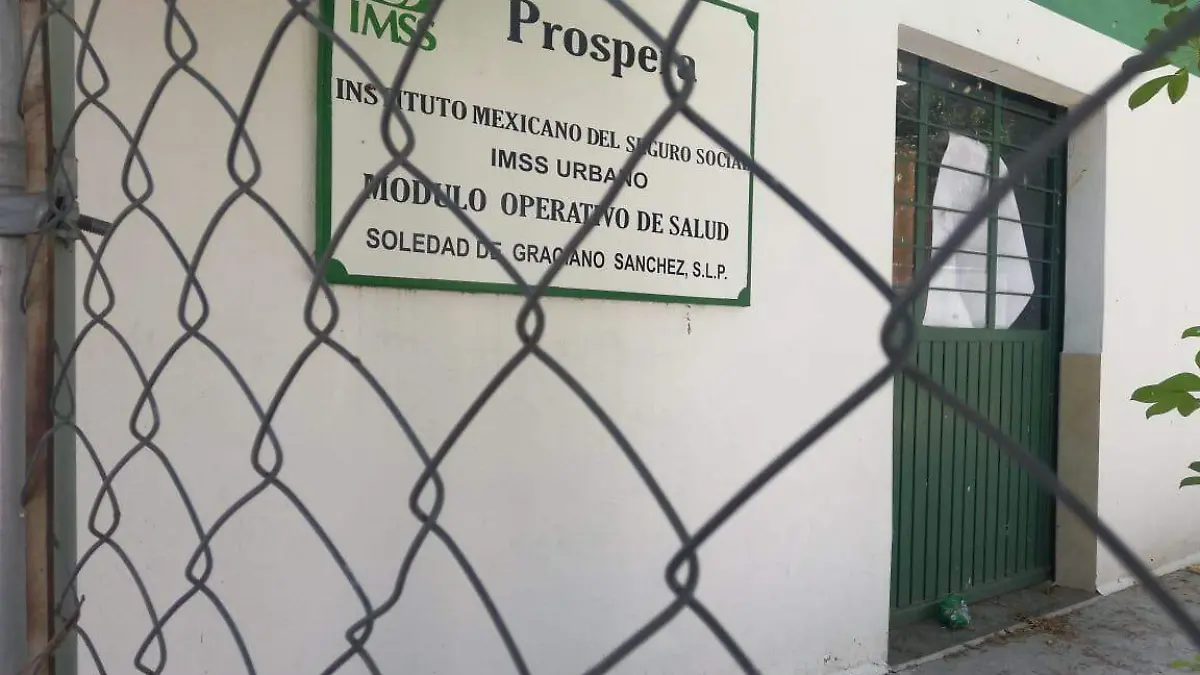 IMSS
Prospera
INSTITUTO MEXICANO DEL SEGURO SOCIAL
IMSS URBANO
MODULO OPERATIVO DE SALUD
SOLEDAD DE GRACIANO SANCHEZ, S.L.P.